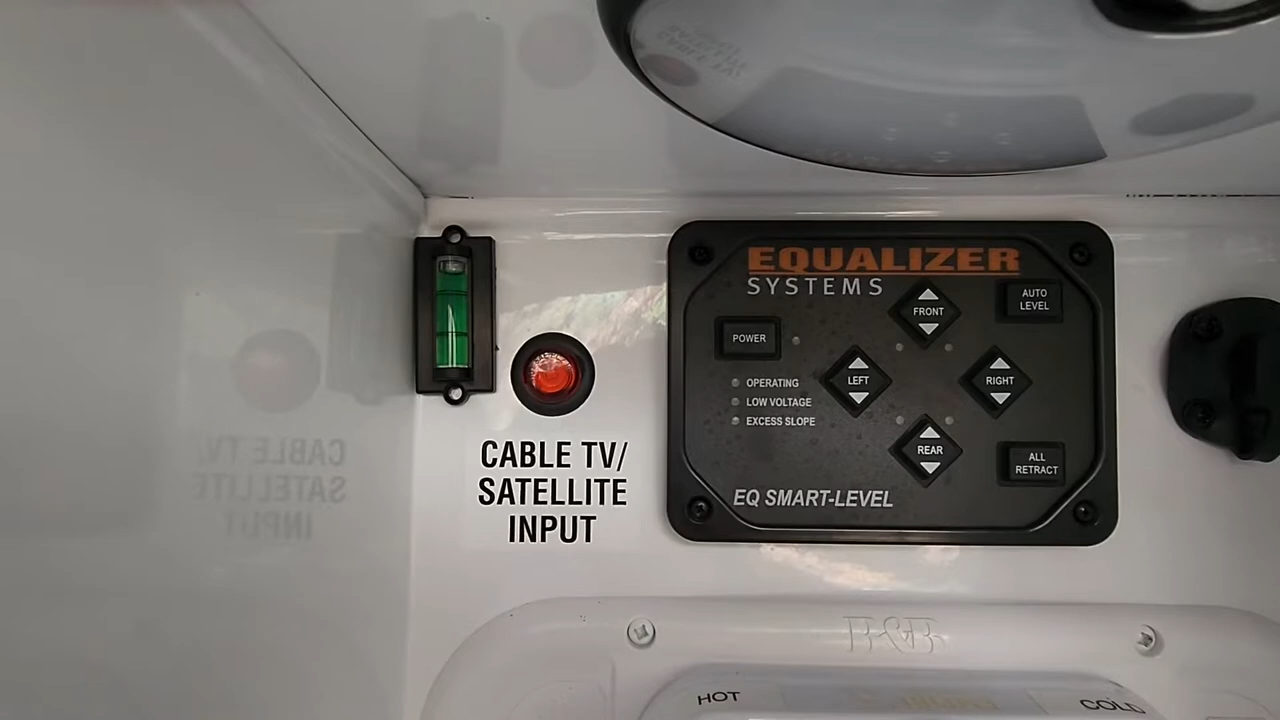 EQUALIZER
SYSTEMS
POWER
FRONT
AUTO
LEVEL
LEFT
RIGHT
OPERATING
LOW VOLTAGE
EXCESS SLOPE
REAR
ALL
RETRACT
EQ SMART-LEVEL
CABLE TV/
SATELLITE
INPUT
HOT
COLD